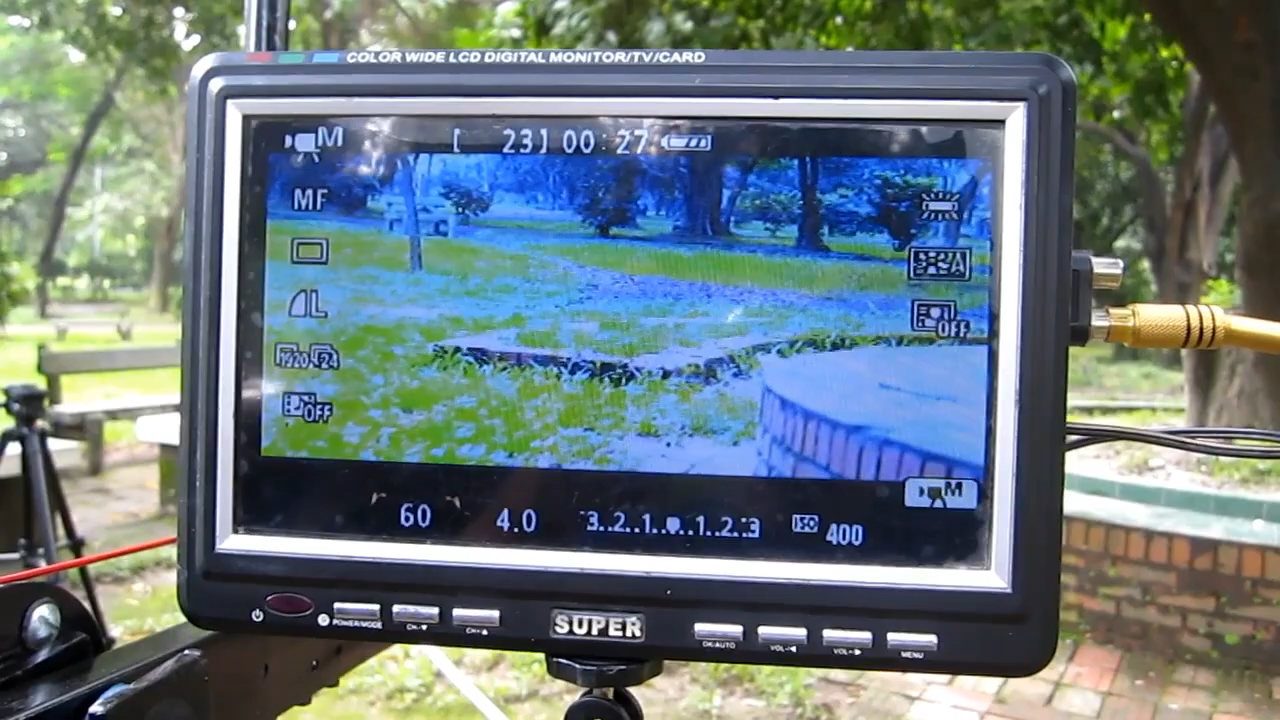 COLOR WIDE LCD DIGITAL MONITOR/TV/CARD
M [ 23] 00:27
MF
L
1920 24
OFF
A
OFF
M
60 4.0 3..2..1..0..1..2..3 ISO 400
POWER/MODE CH-▼ CH-▲ SUPER OK/AUTO VOL-◀ VOL-▶ MENU